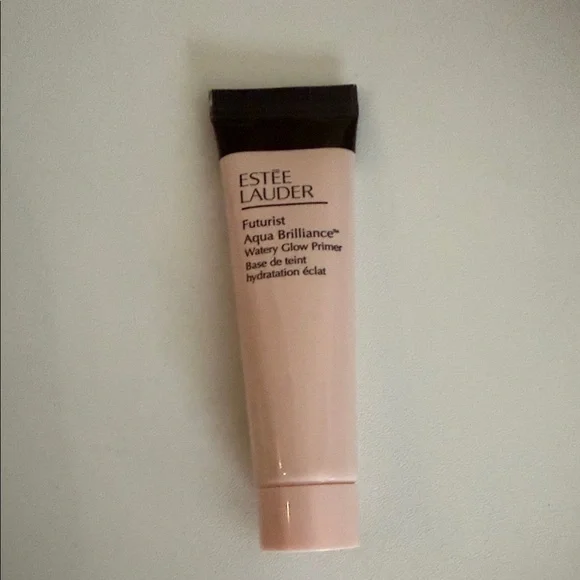 ESTĒE
LAUDER
Futurist
Aqua Brilliance™
Watery Glow Primer
Base de teint
hydratation éclat